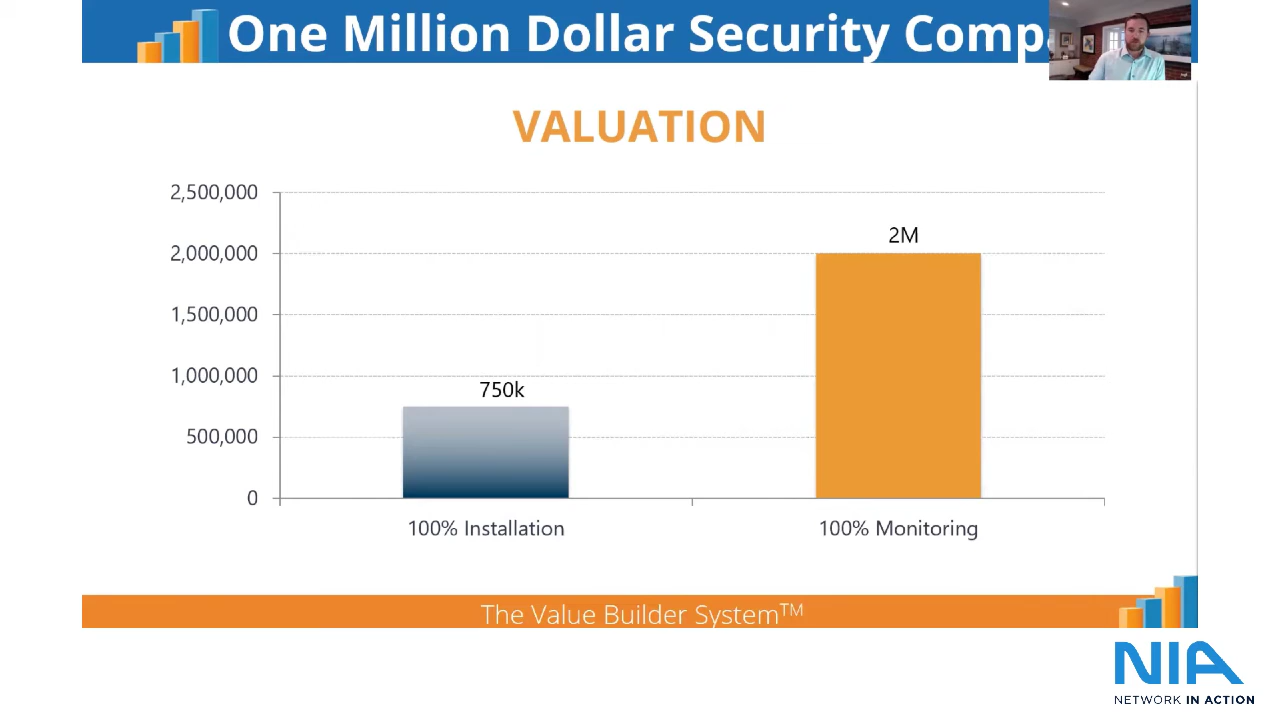 One Million Dollar Security Comp
VALUATION
2,500,000
2,000,000
1,500,000
1,000,000
500,000
0
750k
2M
100% Installation
100% Monitoring
The Value Builder System™
NIA
NETWORK IN ACTION